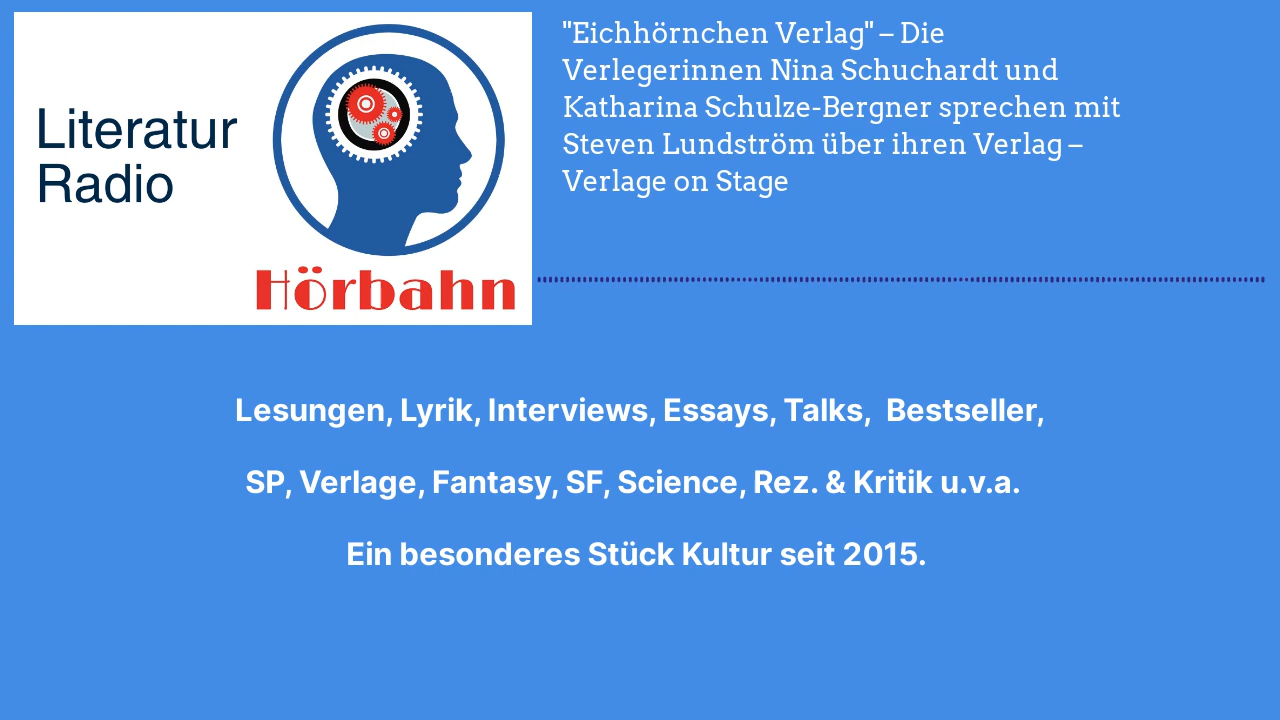 Literatur
Radio
Hörbahn
"Eichhörnchen Verlag" – Die
Verlegerinnen Nina Schuchardt und
Katharina Schulze-Bergner sprechen mit
Steven Lundström über ihren Verlag –
Verlage on Stage
Lesungen, Lyrik, Interviews, Essays, Talks,  Bestseller,
SP, Verlage, Fantasy, SF, Science, Rez. & Kritik u.v.a.
Ein besonderes Stück Kultur seit 2015.